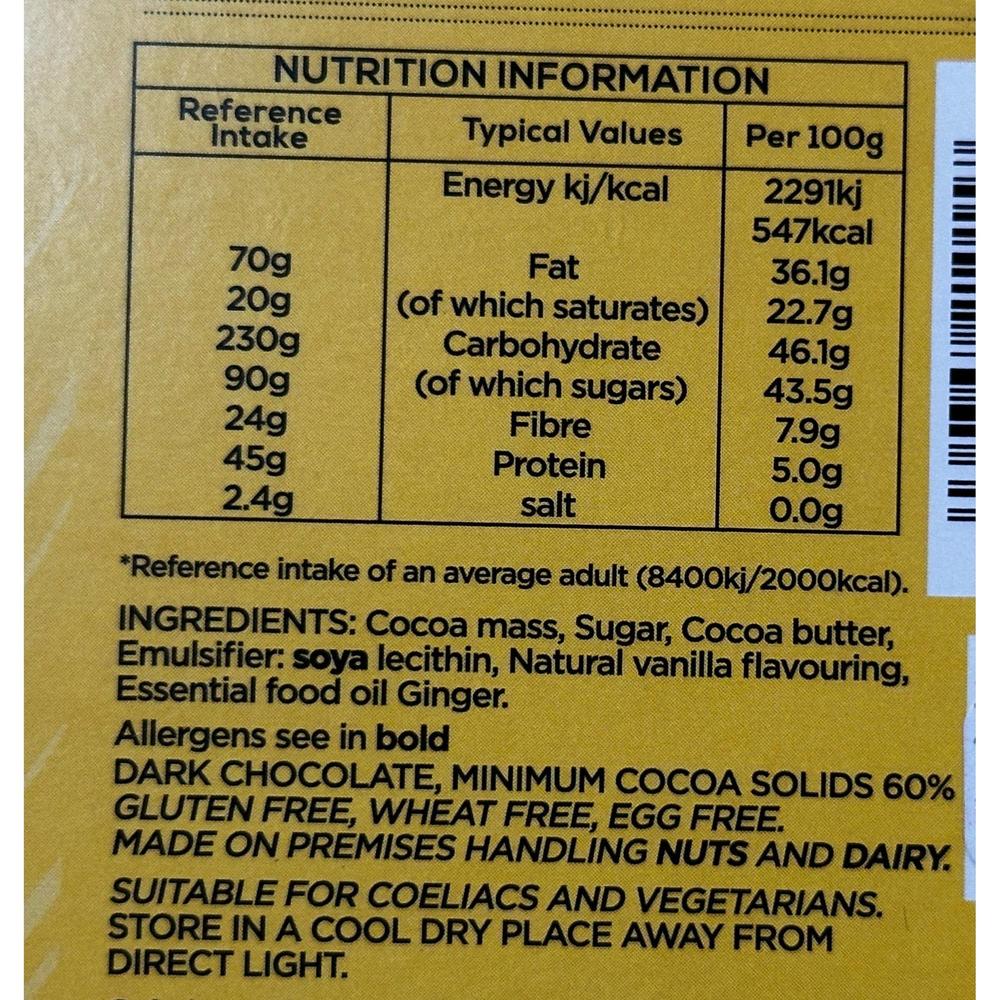 NUTRITION INFORMATION
Reference Intake Typical Values Per 100g
Energy kj/kcal 2291kj
547kcal
70g Fat 36.1g
20g (of which saturates) 22.7g
230g Carbohydrate 46.1g
90g (of which sugars) 43.5g
24g Fibre 7.9g
45g Protein 5.0g
2.4g salt 0.0g
*Reference intake of an average adult (8400kj/2000kcal).
INGREDIENTS: Cocoa mass, Sugar, Cocoa butter,
Emulsifier: soya lecithin, Natural vanilla flavouring,
Essential food oil Ginger.
Allergens see in bold
DARK CHOCOLATE, MINIMUM COCOA SOLIDS 60%
GLUTEN FREE, WHEAT FREE, EGG FREE.
MADE ON PREMISES HANDLING NUTS AND DAIRY.
SUITABLE FOR COELIACS AND VEGETARIANS.
STORE IN A COOL DRY PLACE AWAY FROM
DIRECT LIGHT.